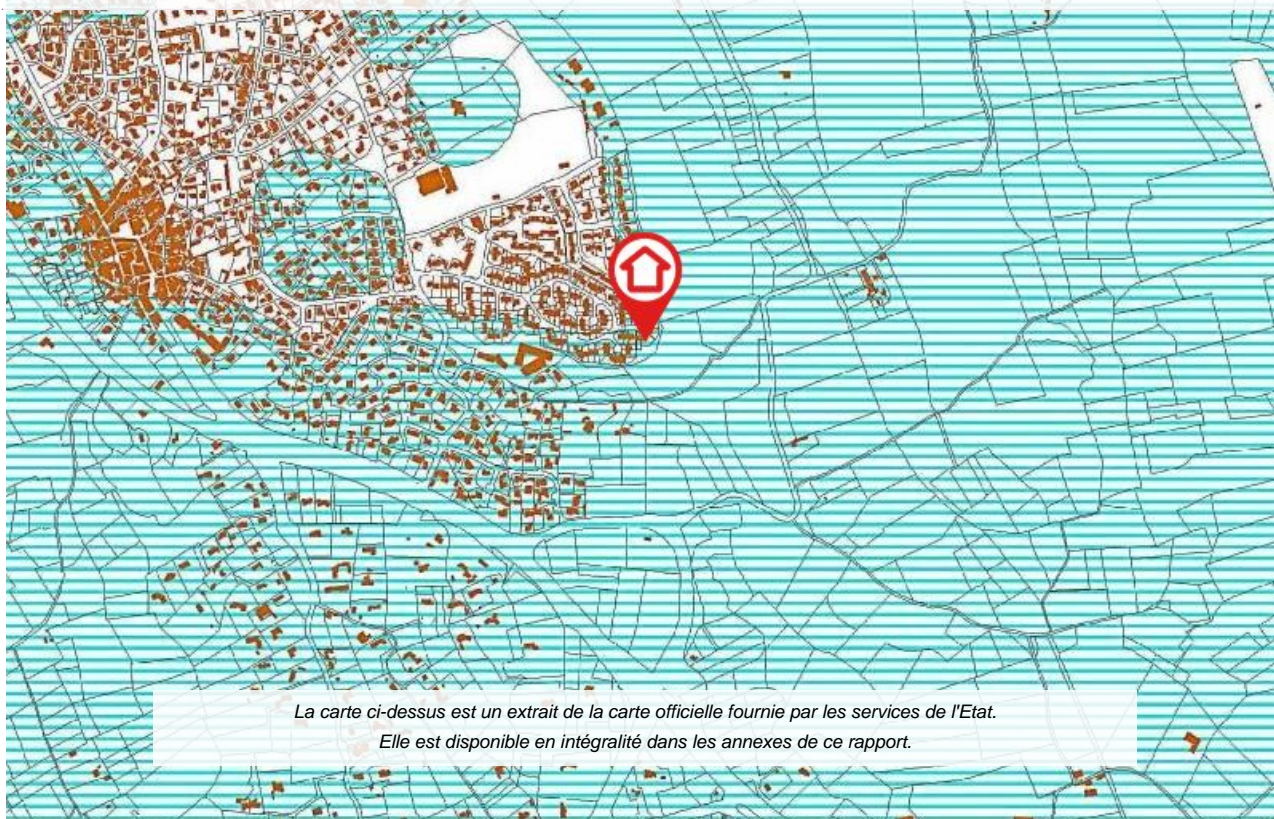 La carte ci-dessus est un extrait de la carte officielle fournie par les services de l'Etat.
Elle est disponible en intégralité dans les annexes de ce rapport.